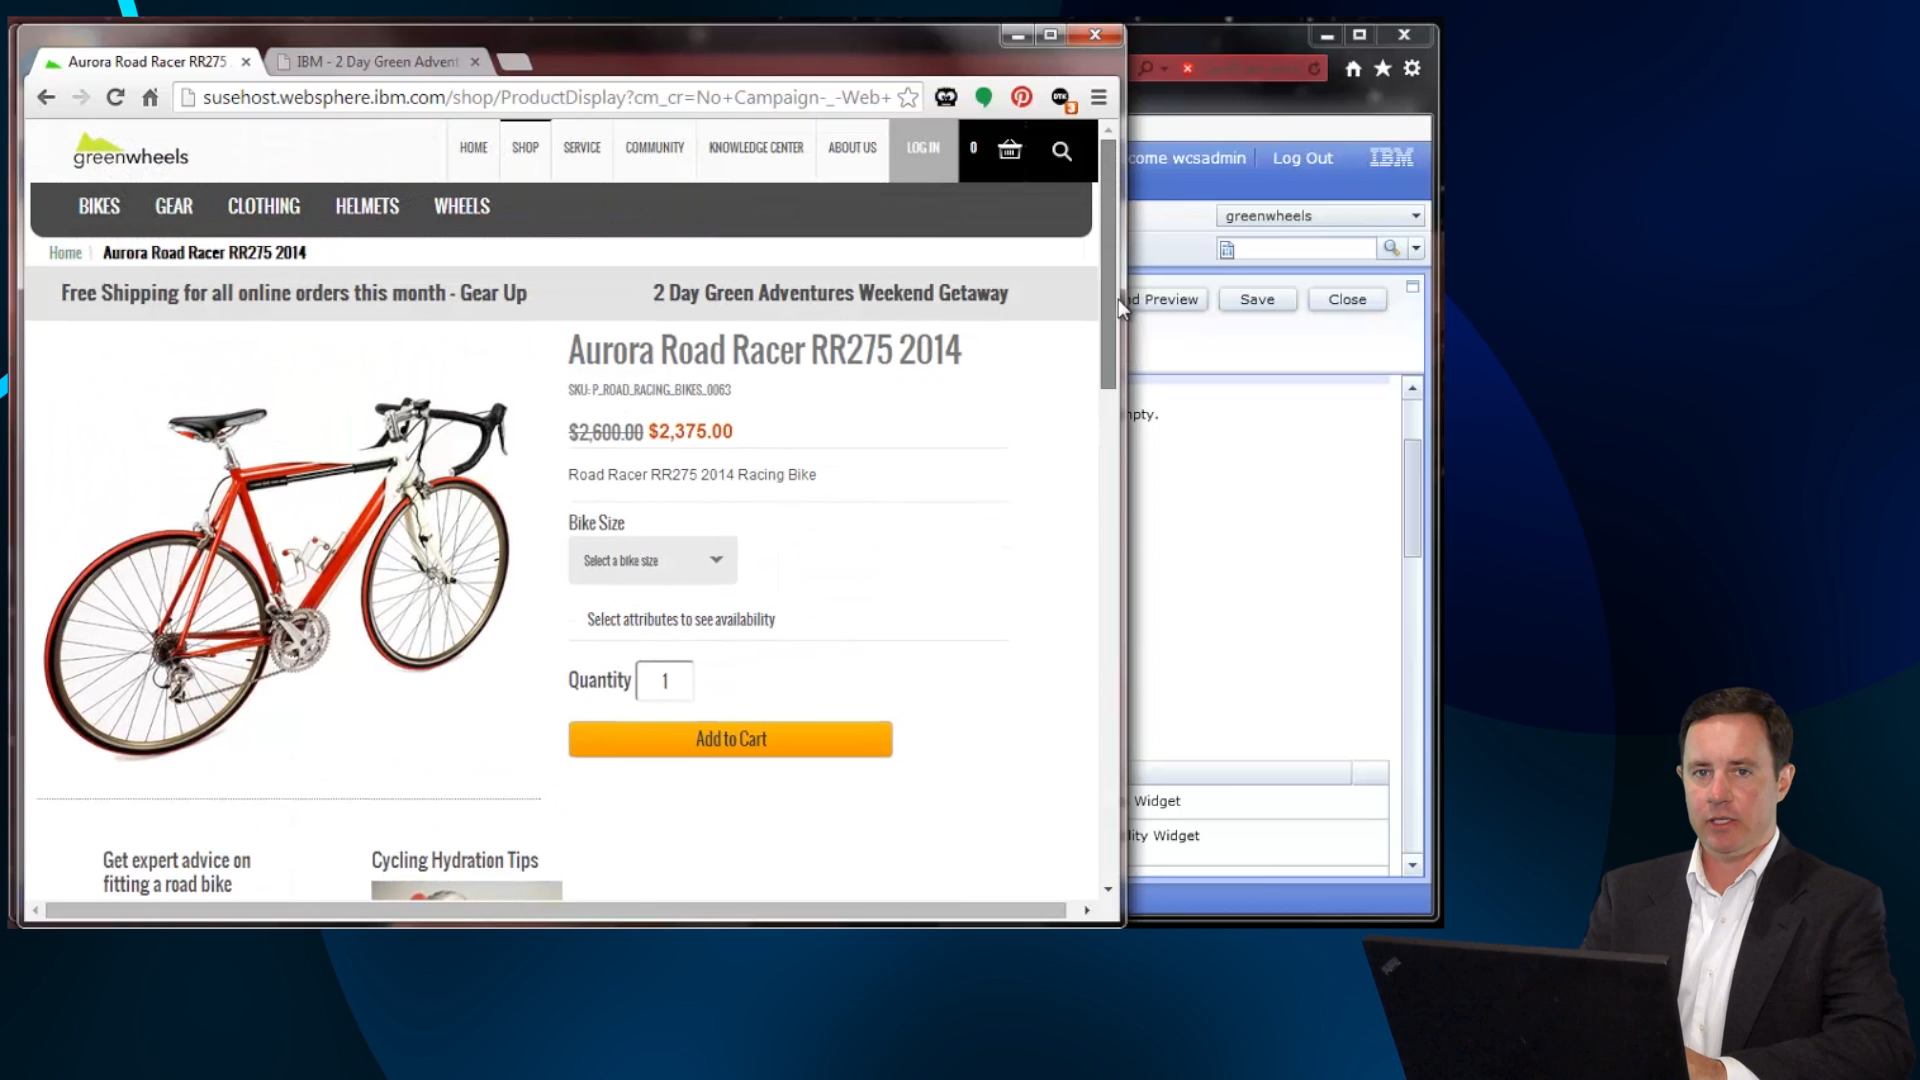 Aurora Road Racer RR275
IBM - 2 Day Green Advent
susehost.websphere.ibm.com/shop/ProductDisplay?cm_cr=No+Campaign-_-Web+
3
greenwheels
HOME SHOP SERVICE COMMUNITY KNOWLEDGE CENTER ABOUT US LOG IN 0
BIKES GEAR CLOTHING HELMETS WHEELS
Home Aurora Road Racer RR275 2014
Free Shipping for all online orders this month - Gear Up
2 Day Green Adventures Weekend Getaway
Aurora Road Racer RR275 2014
SKU: P_ROAD_RACING_BIKES_0063
$2,600.00 $2,375.00
Road Racer RR275 2014 Racing Bike
Bike Size
Select a bike size
Select attributes to see availability
Quantity 1
Add to Cart
Get expert advice on
fitting a road bike
Cycling Hydration Tips
come wcsadmin Log Out IBM
greenwheels
d Preview Save Close
pty.
Widget
lity Widget